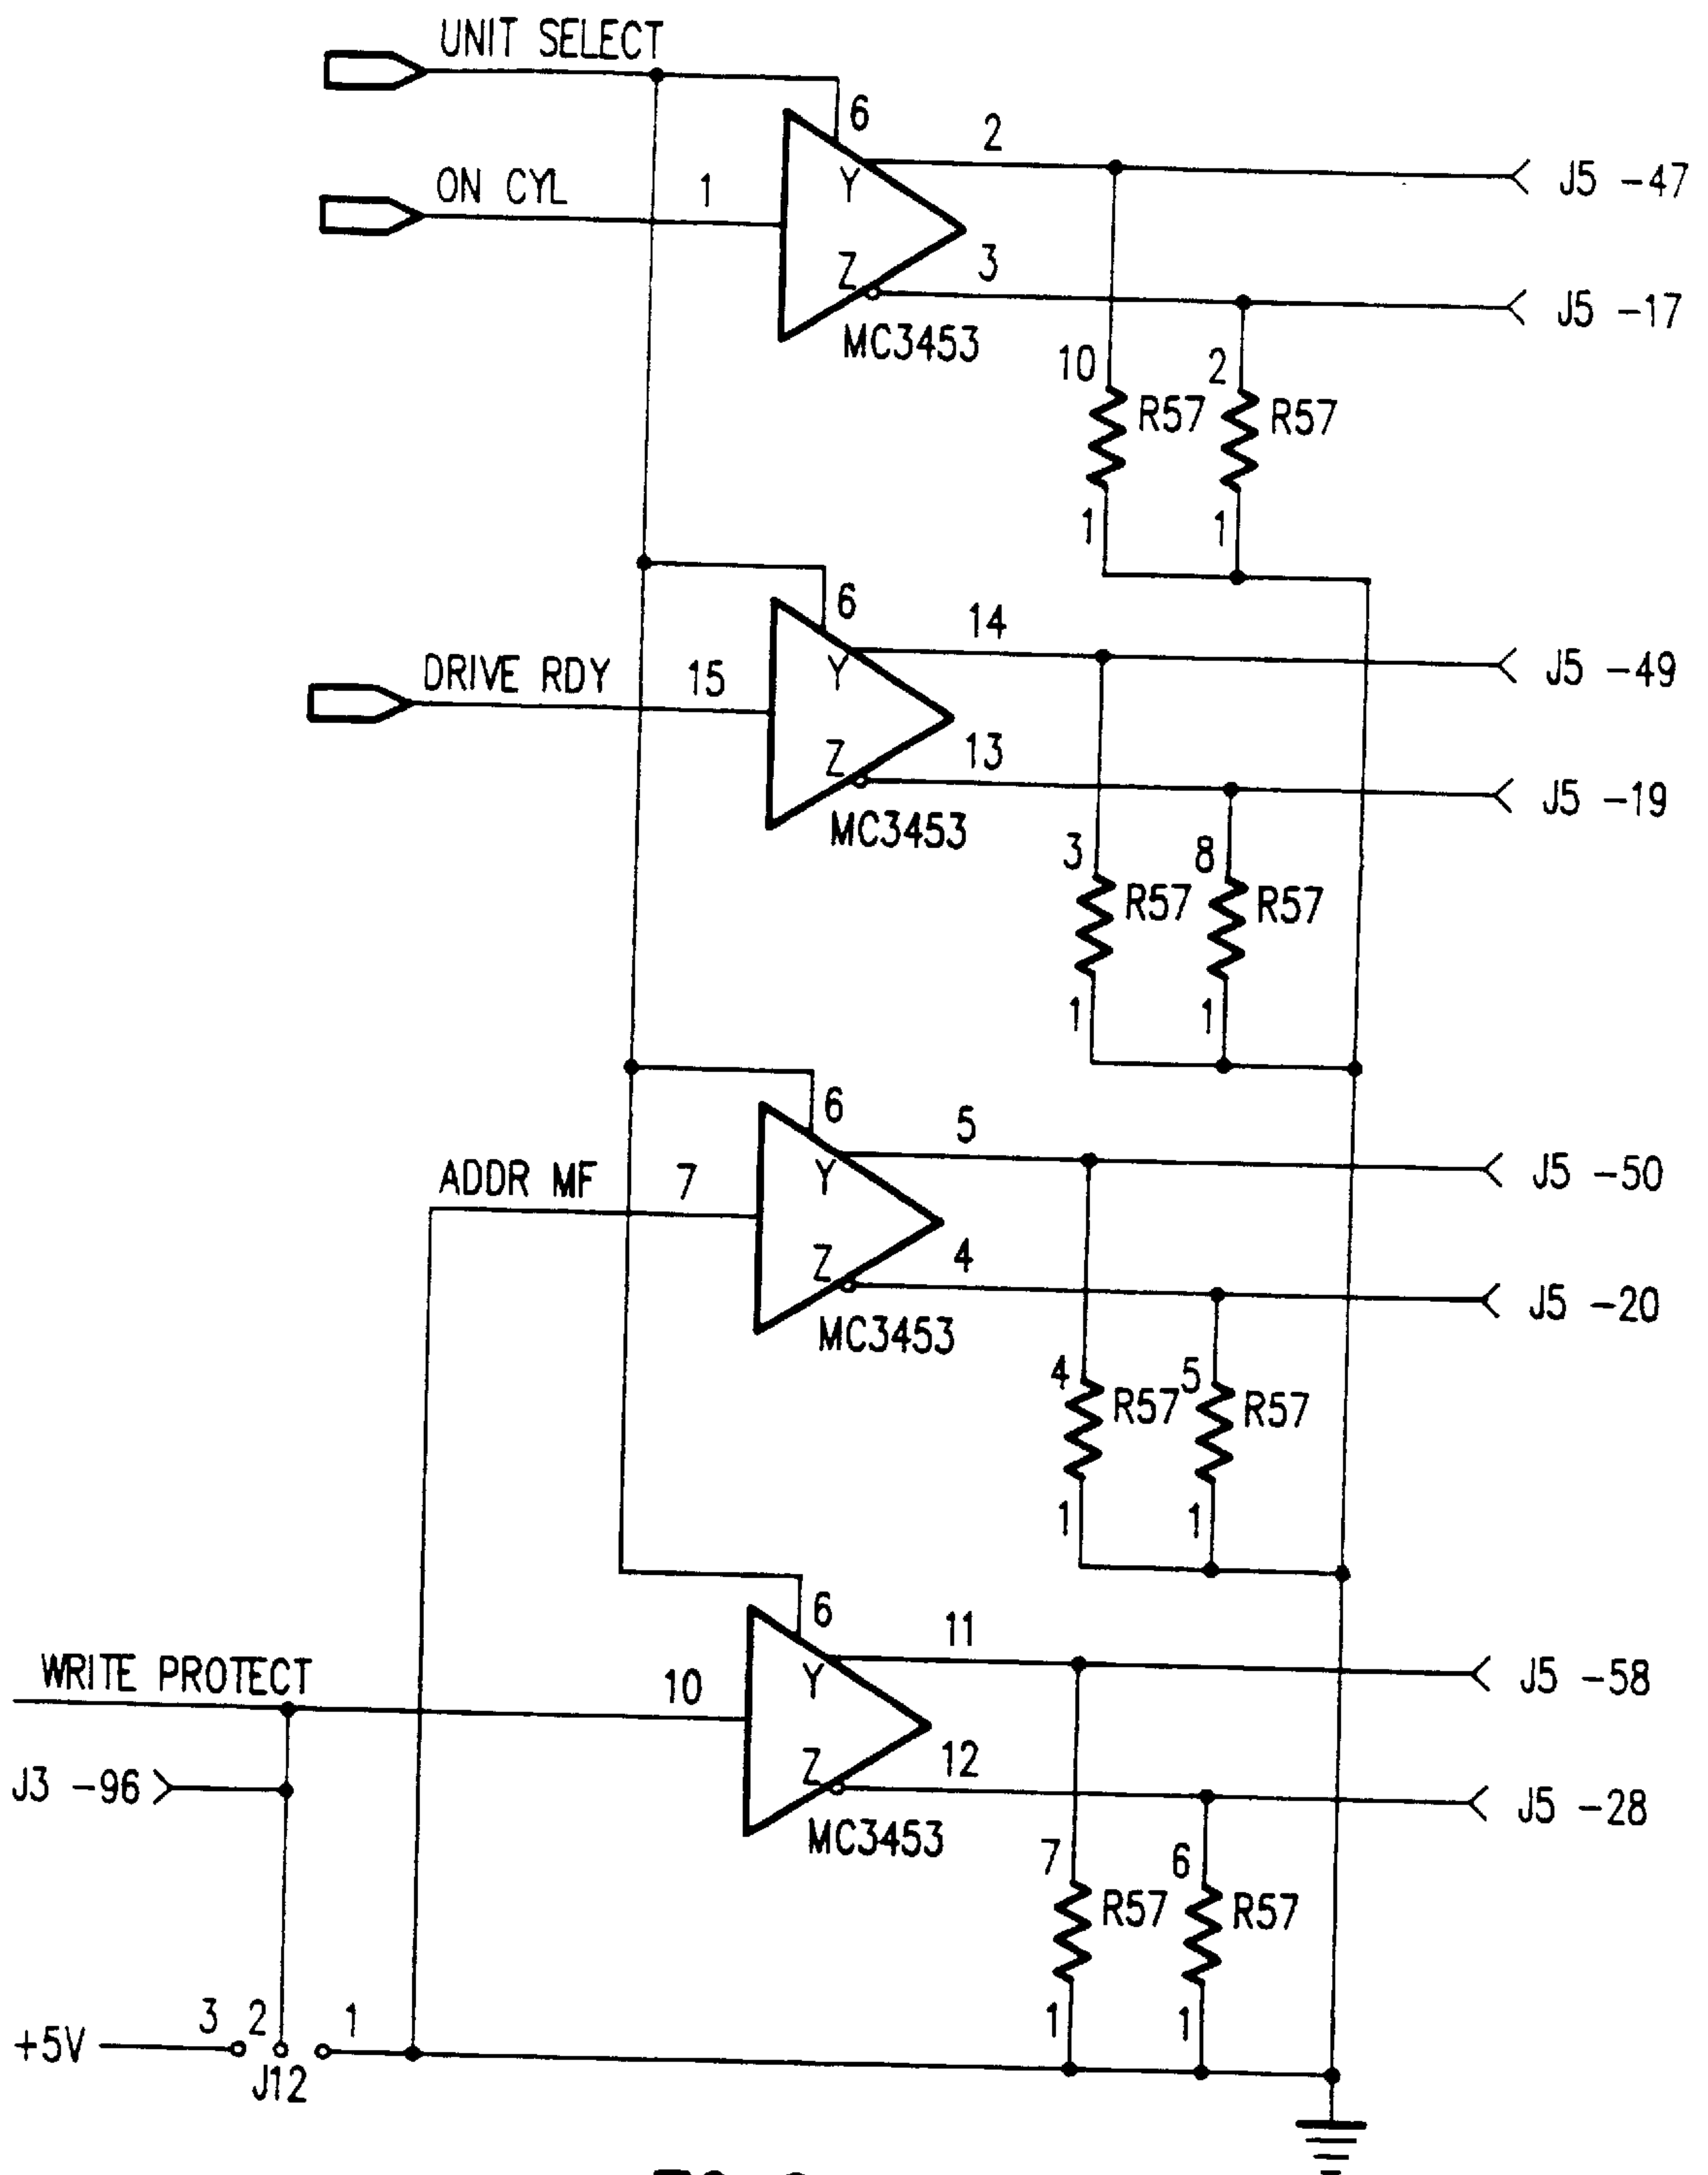 UNIT SELECT
6
2
J5 -47
ON CYL
1
Y
Z
3
J5 -17
MC3453
10
R57
2
R57
1
1
6
14
J5 -49
DRIVE RDY
15
Y
Z
13
J5 -19
MC3453
3
R57
8
R57
1
1
6
5
J5 -50
ADDR MF
7
Y
Z
4
J5 -20
MC3453
4
R57
5
R57
1
1
6
11
J5 -58
WRITE PROTECT
10
Y
Z
12
J5 -28
J3 -96
MC3453
7
R57
6
R57
1
1
+5V
3
2
1
J12